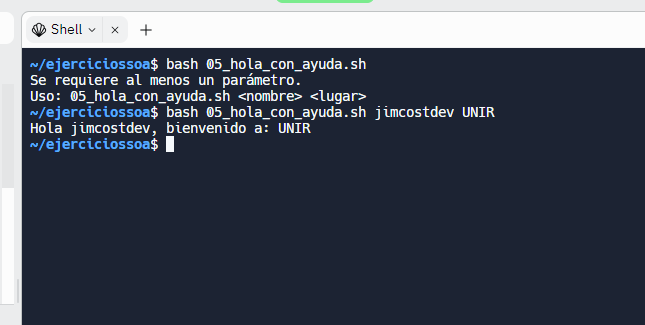 Shell
~/ejerciciossoa$ bash 05_hola_con_ayuda.sh
Se requiere al menos un parámetro.
Uso: 05_hola_con_ayuda.sh <nombre> <lugar>
~/ejerciciossoa$ bash 05_hola_con_ayuda.sh jimcostdev UNIR
Hola jimcostdev, bienvenido a: UNIR
~/ejerciciossoa$